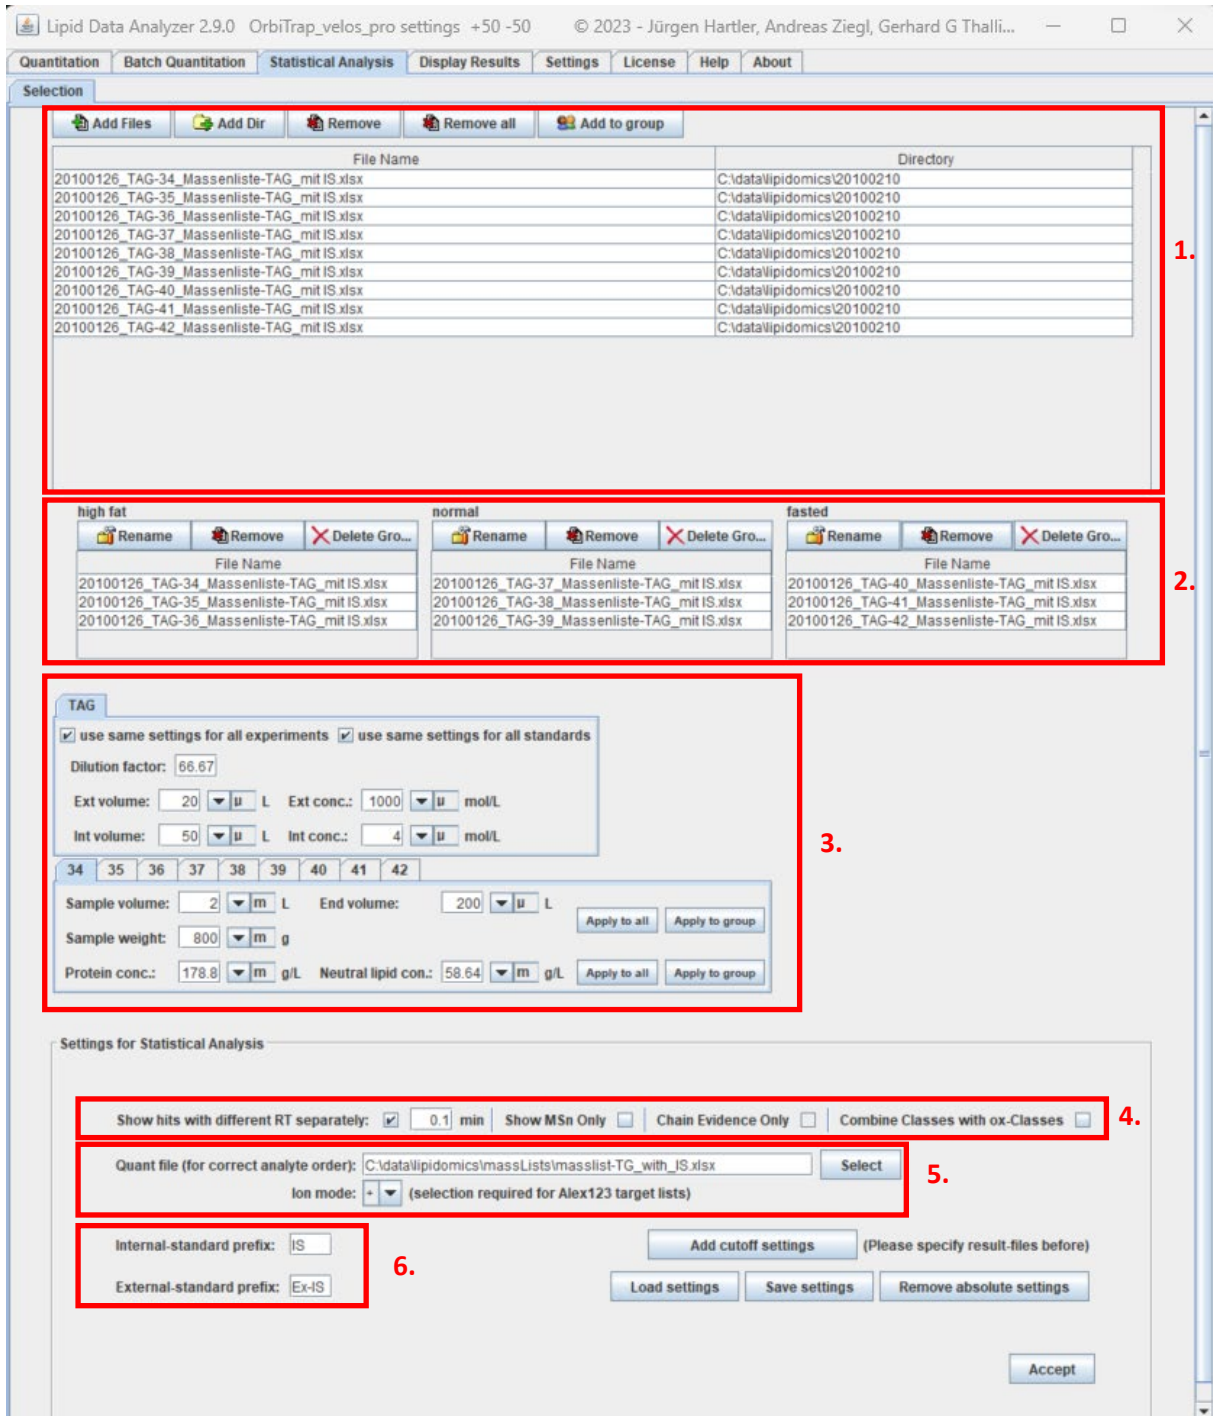 Lipid Data Analyzer 2.9.0 OrbiTrap_velos_pro settings +50 -50 © 2023 - Jürgen Hartler, Andreas Ziegl, Gerhard G Thalli...
Quantitation Batch Quantitation Statistical Analysis Display Results Settings License Help About
Selection
Add Files Add Dir Remove Remove all Add to group
File Name Directory
20100126_TAG-34_Massenliste-TAG_mit IS.xlsx C:\data\lipidomics\20100210
20100126_TAG-35_Massenliste-TAG_mit IS.xlsx C:\data\lipidomics\20100210
20100126_TAG-36_Massenliste-TAG_mit IS.xlsx C:\data\lipidomics\20100210
20100126_TAG-37_Massenliste-TAG_mit IS.xlsx C:\data\lipidomics\20100210
20100126_TAG-38_Massenliste-TAG_mit IS.xlsx C:\data\lipidomics\20100210
20100126_TAG-39_Massenliste-TAG_mit IS.xlsx C:\data\lipidomics\20100210
20100126_TAG-40_Massenliste-TAG_mit IS.xlsx C:\data\lipidomics\20100210
20100126_TAG-41_Massenliste-TAG_mit IS.xlsx C:\data\lipidomics\20100210
20100126_TAG-42_Massenliste-TAG_mit IS.xlsx C:\data\lipidomics\20100210
1.
high fat normal fasted
Rename Remove Delete Gro... Rename Remove Delete Gro... Rename Remove Delete Gro...
File Name File Name File Name
20100126_TAG-34_Massenliste-TAG_mit IS.xlsx 20100126_TAG-37_Massenliste-TAG_mit IS.xlsx 20100126_TAG-40_Massenliste-TAG_mit IS.xlsx
20100126_TAG-35_Massenliste-TAG_mit IS.xlsx 20100126_TAG-38_Massenliste-TAG_mit IS.xlsx 20100126_TAG-41_Massenliste-TAG_mit IS.xlsx
20100126_TAG-36_Massenliste-TAG_mit IS.xlsx 20100126_TAG-39_Massenliste-TAG_mit IS.xlsx 20100126_TAG-42_Massenliste-TAG_mit IS.xlsx
2.
TAG
use same settings for all experiments use same settings for all standards
Dilution factor: 66.67
Ext volume: 20 µ L Ext conc.: 1000 µ mol/L
Int volume: 50 µ L Int conc.: 4 µ mol/L
3.
34 35 36 37 38 39 40 41 42
Sample volume: 2 m L End volume: 200 µ L
Apply to all Apply to group
Sample weight: 800 m g
Protein conc.: 178.8 m g/L Neutral lipid con.: 58.64 m g/L Apply to all Apply to group
Settings for Statistical Analysis
Show hits with different RT separately: 0.1 min Show MSn Only Chain Evidence Only Combine Classes with ox-Classes
4.
Quant file (for correct analyte order): C:\data\lipidomics\massLists\masslist-TG_with_IS.xlsx Select
5.
Ion mode: + (selection required for Alex123 target lists)
Internal-standard prefix: IS Add cutoff settings (Please specify result-files before)
6.
External-standard prefix: Ex-IS Load settings Save settings Remove absolute settings
Accept